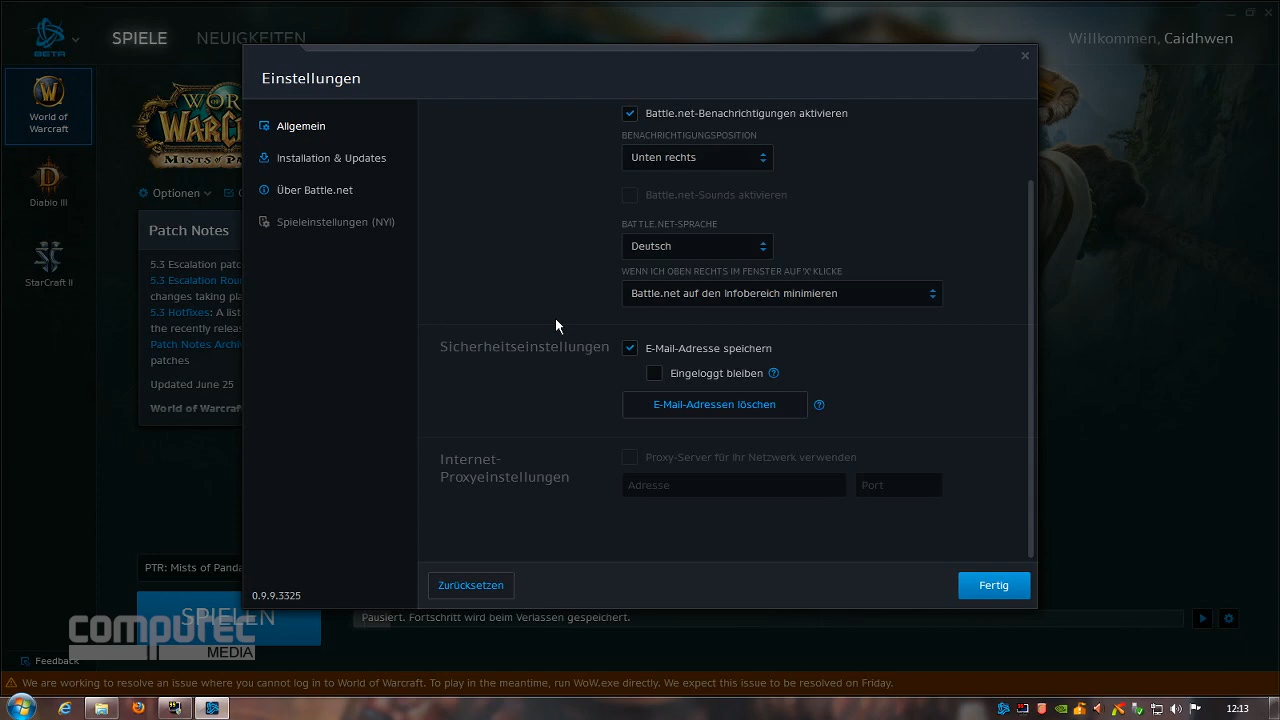 BETA
SPIELE
NEUIGKEITEN
Willkommen, Caidhwen
World of
Warcraft
Diablo III
StarCraft II
WOR
WARC
MISTS OF PA
Optionen
Patch Notes
5.3 Escalation patc
5.3 Escalation Rou
changes taking pla
5.3 Hotfixes: A list
the recently relea
Patch Notes Archi
patches
Updated June 25
World of Warcraf
PTR: Mists of Panda
SPIELEN
computec
MEDIA
Feedback
Einstellungen
Allgemein
Installation & Updates
Über Battle.net
Spieleinstellungen (NYI)
0.9.9.3325
Battle.net-Benachrichtigungen aktivieren
BENACHRICHTIGUNGSPOSITION
Unten rechts
Battle.net-Sounds aktivieren
BATTLE.NET-SPRACHE
Deutsch
WENN ICH OBEN RECHTS IM FENSTER AUF 'X' KLICKE
Battle.net auf den Infobereich minimieren
Sicherheitseinstellungen
E-Mail-Adresse speichern
Eingeloggt bleiben
E-Mail-Adressen löschen
Internet-
Proxyeinstellungen
Proxy-Server für Ihr Netzwerk verwenden
Adresse
Port
Zurücksetzen
Fertig
Pausiert. Fortschritt wird beim Verlassen gespeichert.
We are working to resolve an issue where you cannot log in to World of Warcraft. To play in the meantime, run WoW.exe directly. We expect this issue to be resolved on Friday.
12:13